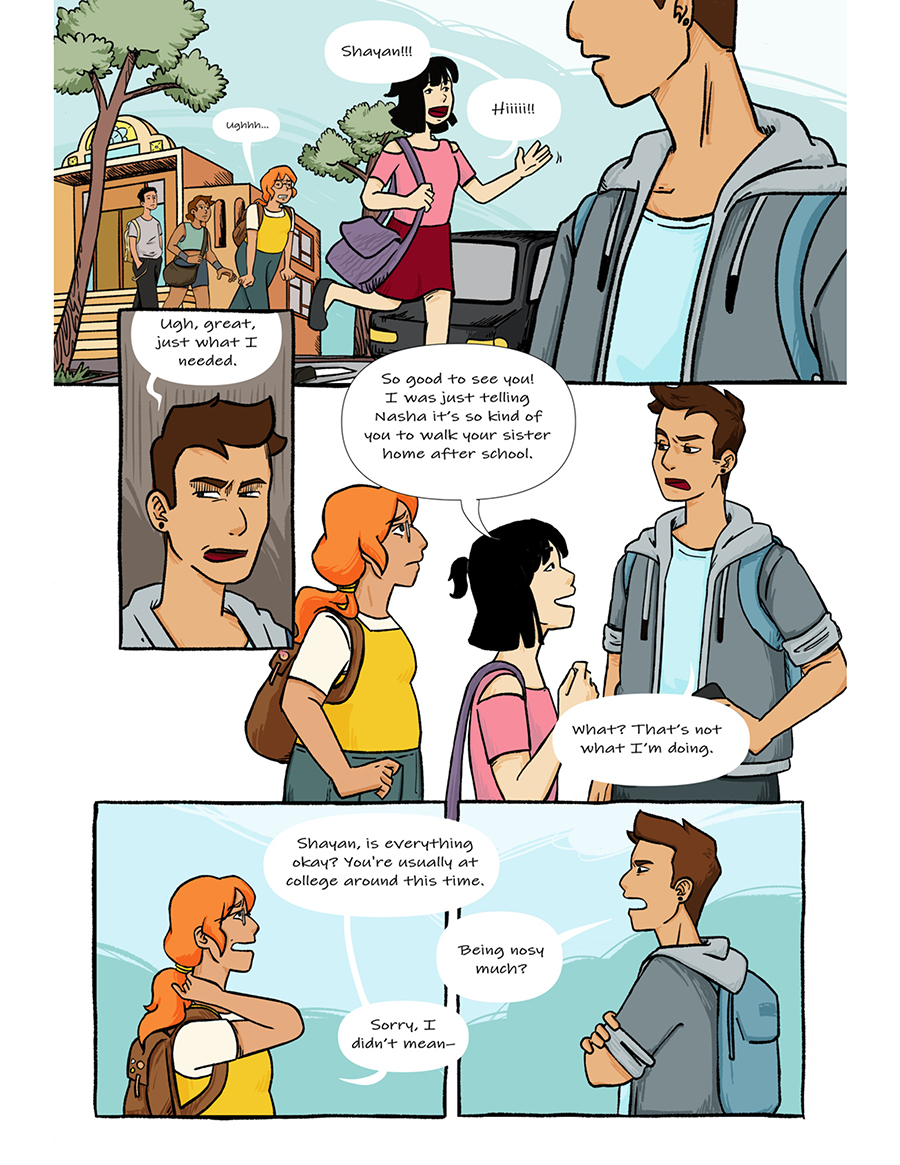 Shayan!!!
Hiiiii!!
Ughhh...
Ugh, great,
just what I
needed.
So good to see you!
I was just telling
Nasha it's so kind of
you to walk your sister
home after school.
What? That's not
what I'm doing.
Shayan, is everything
okay? You're usually at
college around this time.
Being nosy
much?
Sorry, I
didn't mean–